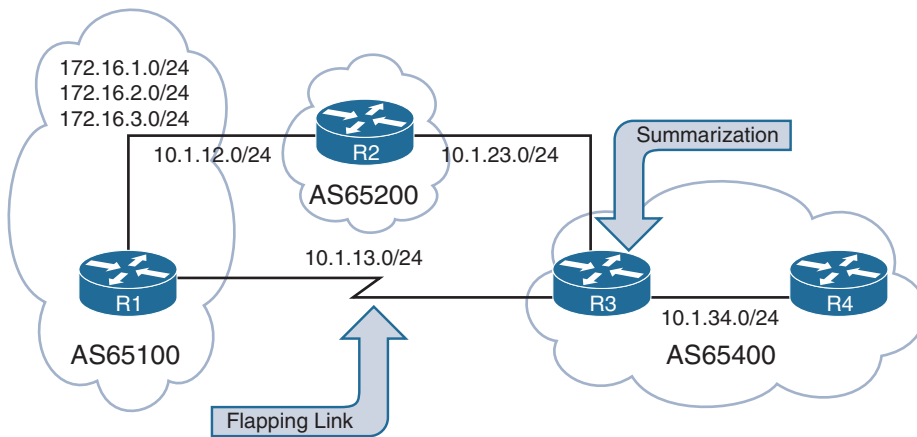 172.16.1.0/24
172.16.2.0/24
172.16.3.0/24
10.1.12.0/24
R2
10.1.23.0/24
Summarization
AS65200
10.1.13.0/24
R1
R3
R4
10.1.34.0/24
AS65100
AS65400
Flapping Link